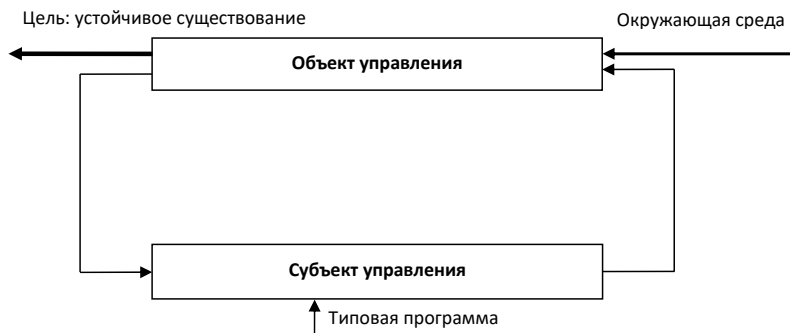 Цель: устойчивое существование
Окружающая среда
Объект управления
Субъект управления
Типовая программа